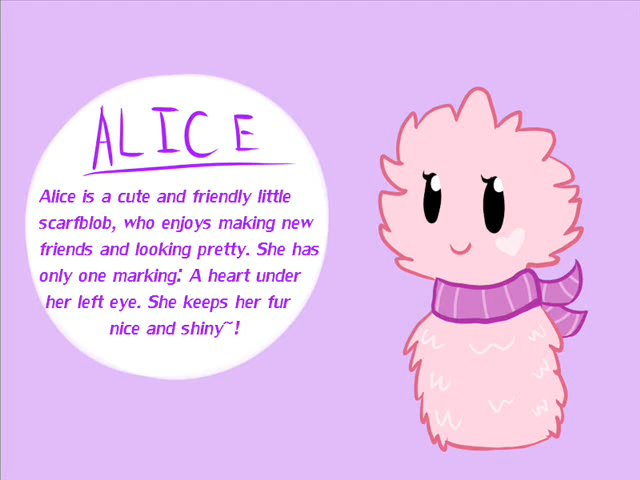 ALICE
Alice is a cute and friendly little
scarfblob, who enjoys making new
friends and looking pretty. She has
only one marking: A heart under
her left eye. She keeps her fur
nice and shiny~!